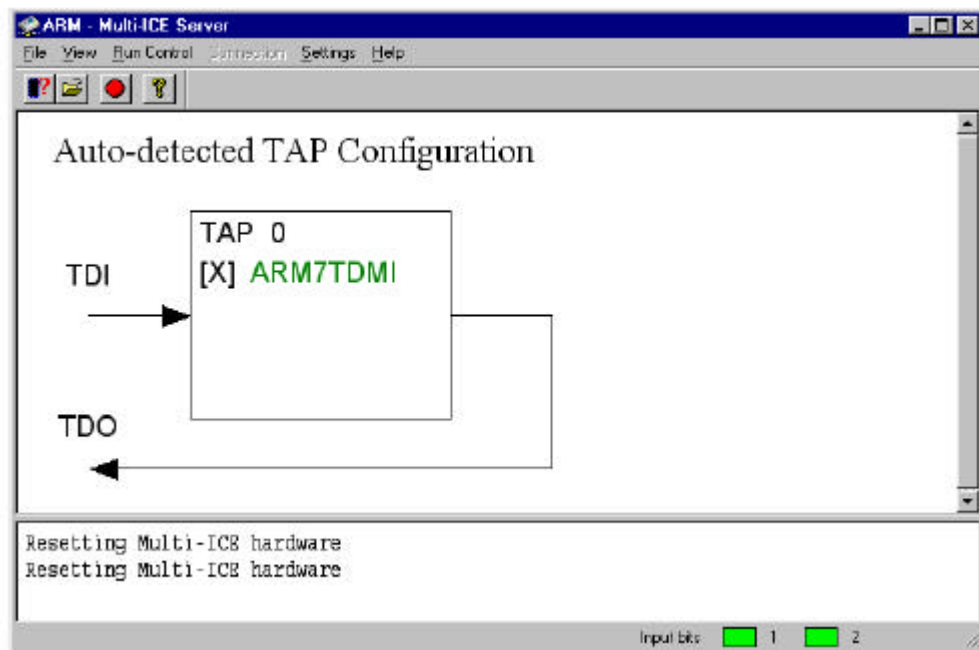 ARM - Multi-ICE Server
File View Run Control Connection Settings Help
Auto-detected TAP Configuration
TAP 0
[X] ARM7TDMI
TDI
TDO
Resetting Multi-ICE hardware
Resetting Multi-ICE hardware
Input bits 1 2